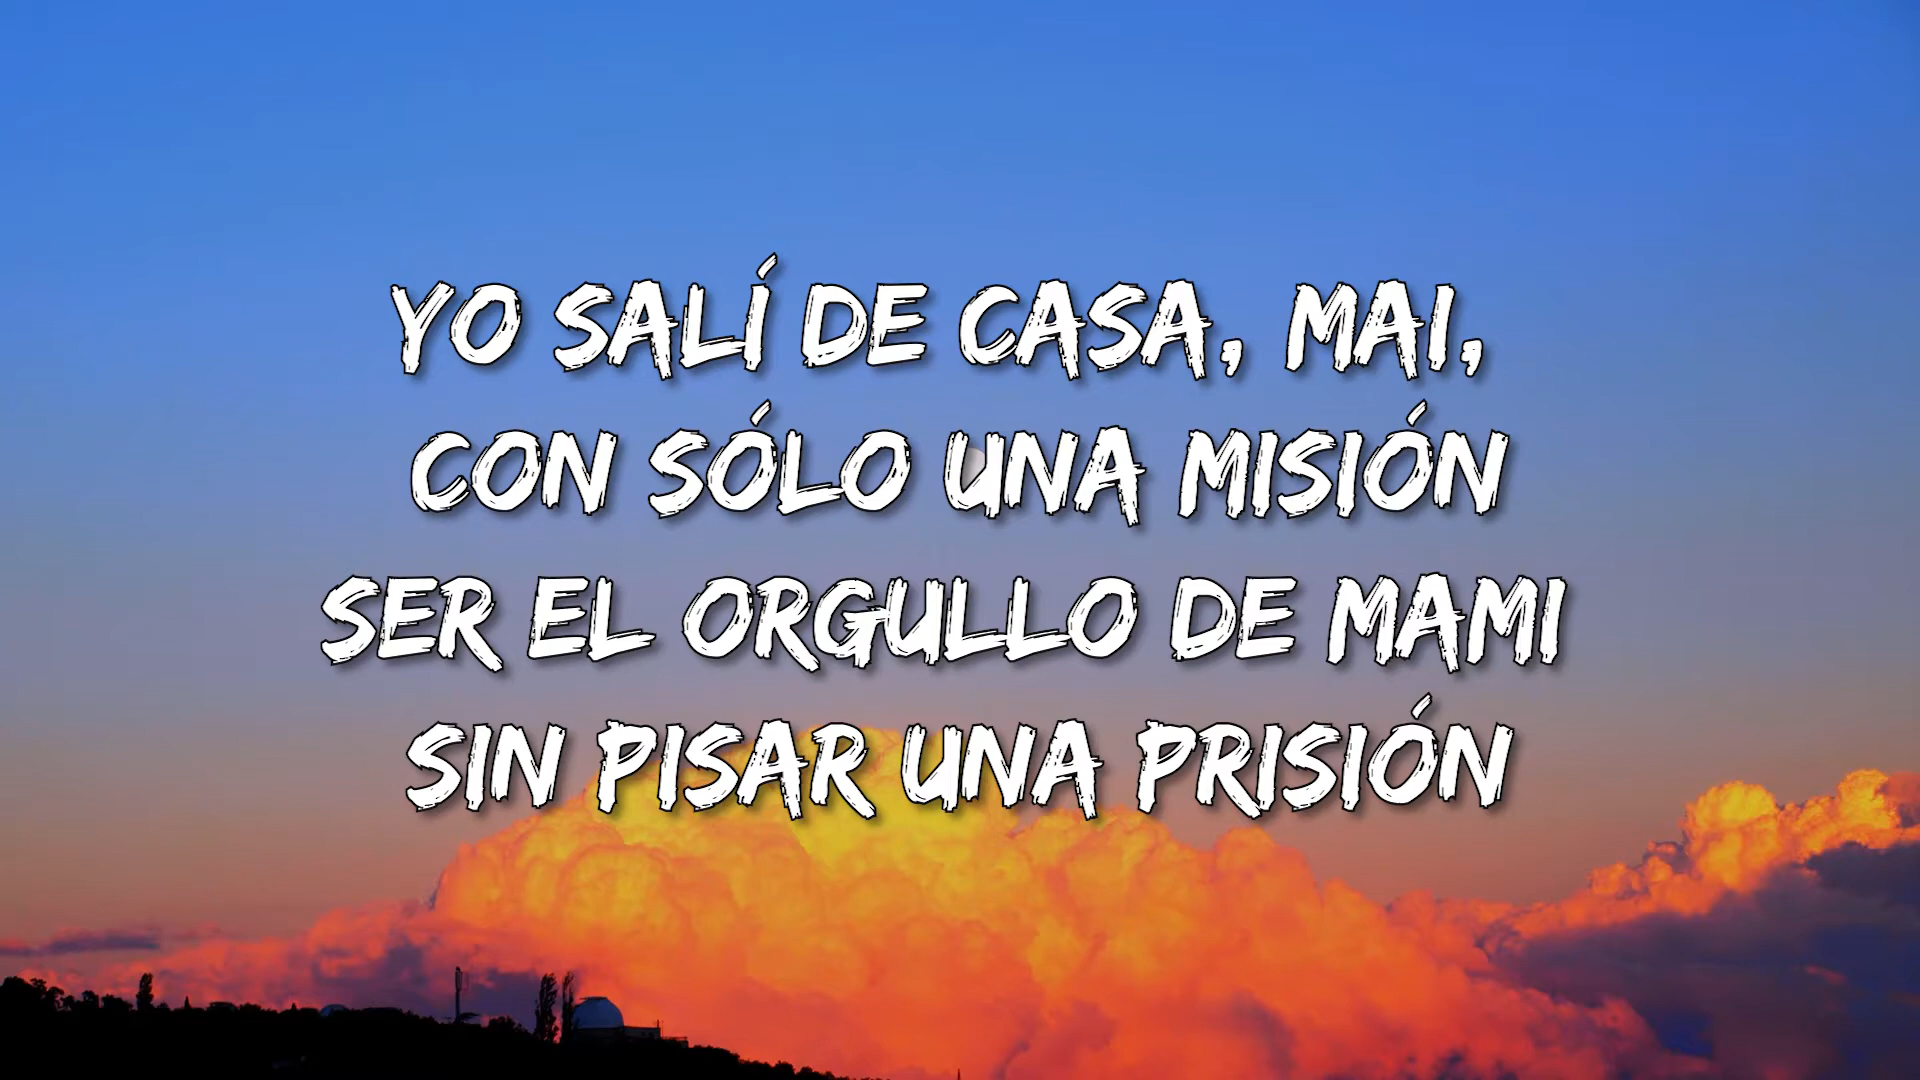 YO SALÍ DE CASA, MAI,
CON SÓLO UNA MISIÓN
SER EL ORGULLO DE MAMI
SIN PISAR UNA PRISIÓN